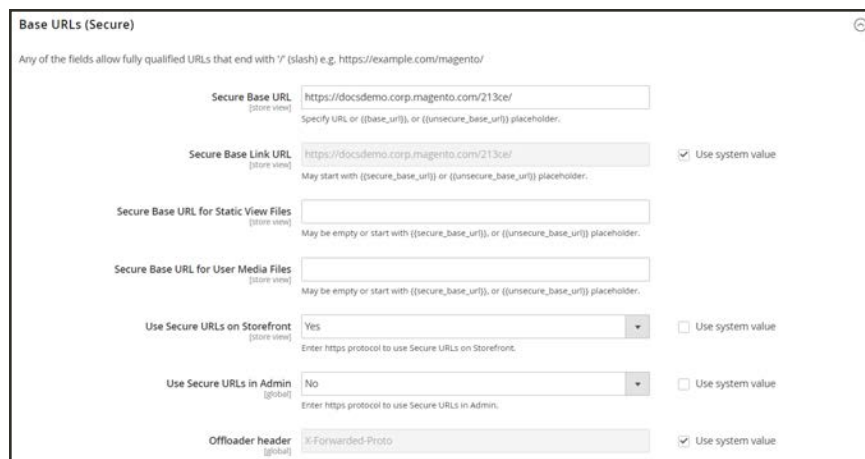 Base URLs (Secure)
Any of the fields allow fully qualified URLs that end with '/' (slash) e.g. https://example.com/magento/
Secure Base URL https://docsdemo.corp.magento.com/213ce/
[store view] Specify URL or {{base_url}}, or {{unsecure_base_url}} placeholder.
Secure Base Link URL https://docsdemo.corp.magento.com/213ce/ Use system value
[store view] May start with {{secure_base_url}} or {{unsecure_base_url}} placeholder.
Secure Base URL for Static View Files
[store view] May be empty or start with {{secure_base_url}}, or {{unsecure_base_url}} placeholder.
Secure Base URL for User Media Files
[store view] May be empty or start with {{secure_base_url}}, or {{unsecure_base_url}} placeholder.
Use Secure URLs on Storefront Yes Use system value
[store view] Enter https protocol to use Secure URLs on Storefront.
Use Secure URLs in Admin No Use system value
[global] Enter https protocol to use Secure URLs in Admin.
Offloader header X-Forwarded-Proto Use system value
[global]